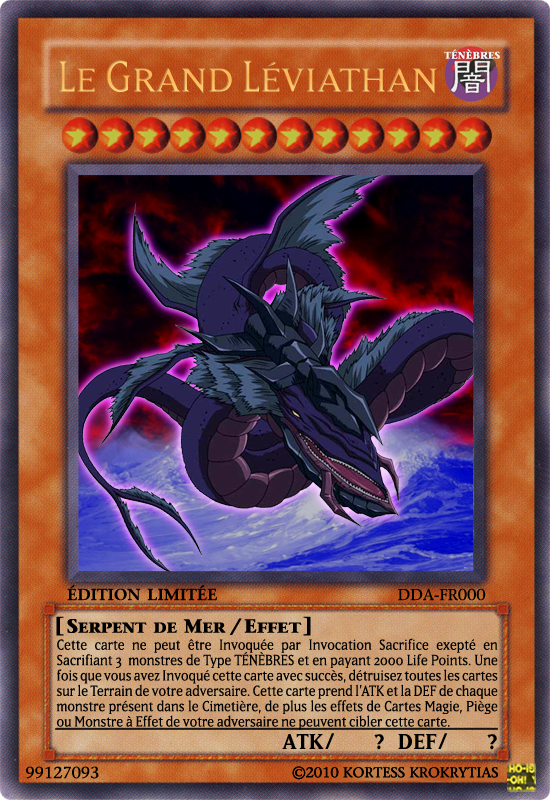 LE GRAND LÉVIATHAN
TÉNÈBRES
闇
ÉDITION LIMITÉE DDA-FR000
[SERPENT DE MER / EFFET]
Cette carte ne peut être Invoquée par Invocation Sacrifice exepté en
Sacrifiant 3 monstres de Type TÉNÈBRES et en payant 2000 Life Points. Une
fois que vous avez Invoqué cette carte avec succès, détruisez toutes les cartes
sur le Terrain de votre adversaire. Cette carte prend l'ATK et la DEF de chaque
monstre présent dans le Cimetière, de plus les effets de Cartes Magie, Piège
ou Monstre à Effet de votre adversaire ne peuvent cibler cette carte.
ATK/ ? DEF/ ?
99127093 ©2010 KORTESS KROKRYTIAS